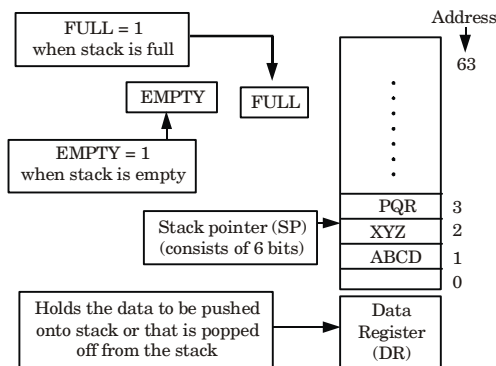 Address
FULL = 1
when stack is full
63
EMPTY
FULL
EMPTY = 1
when stack is empty
PQR 3
Stack pointer (SP)
(consists of 6 bits)
XYZ 2
ABCD 1
0
Holds the data to be pushed
onto stack or that is popped
off from the stack
Data
Register
(DR)